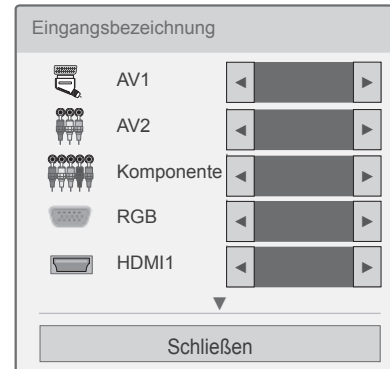 Eingangsbezeichnung
AV1
AV2
Komponente
RGB
HDMI1
Schließen